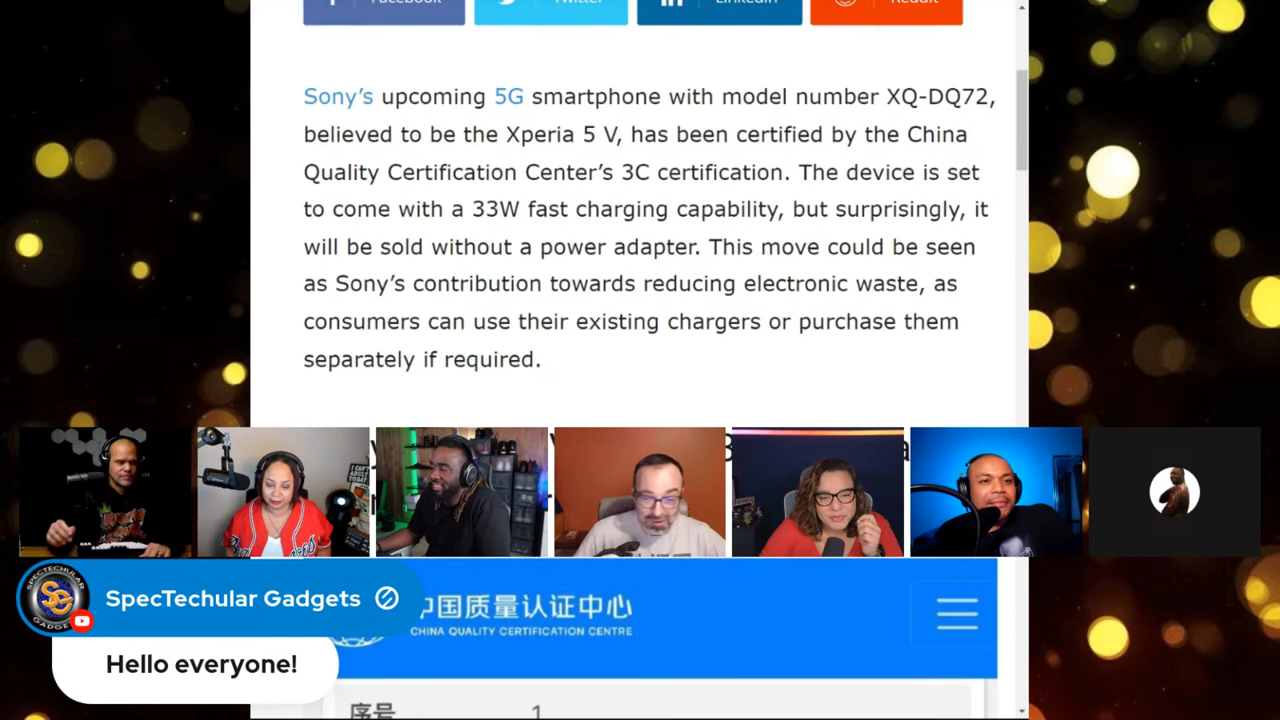 Facebook Twitter LinkedIn Reddit
Sony’s upcoming 5G smartphone with model number XQ-DQ72,
believed to be the Xperia 5 V, has been certified by the China
Quality Certification Center’s 3C certification. The device is set
to come with a 33W fast charging capability, but surprisingly, it
will be sold without a power adapter. This move could be seen
as Sony’s contribution towards reducing electronic waste, as
consumers can use their existing chargers or purchase them
separately if required.
SpecTechular Gadgets
Hello everyone!
中国质量认证中心
CHINA QUALITY CERTIFICATION CENTRE
序号 1